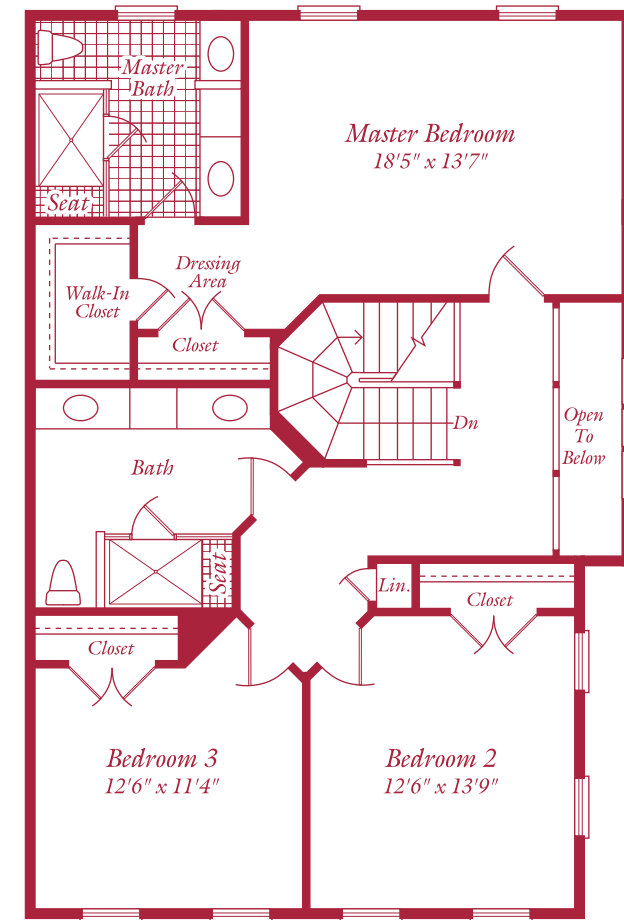 Master
Bath
Master Bedroom
18'5" x 13'7"
Seat
Dressing
Area
Walk-In
Closet
Closet
Dn
Open
To
Below
Bath
Seat
Lin.
Closet
Closet
Bedroom 3
12'6" x 11'4"
Bedroom 2
12'6" x 13'9"